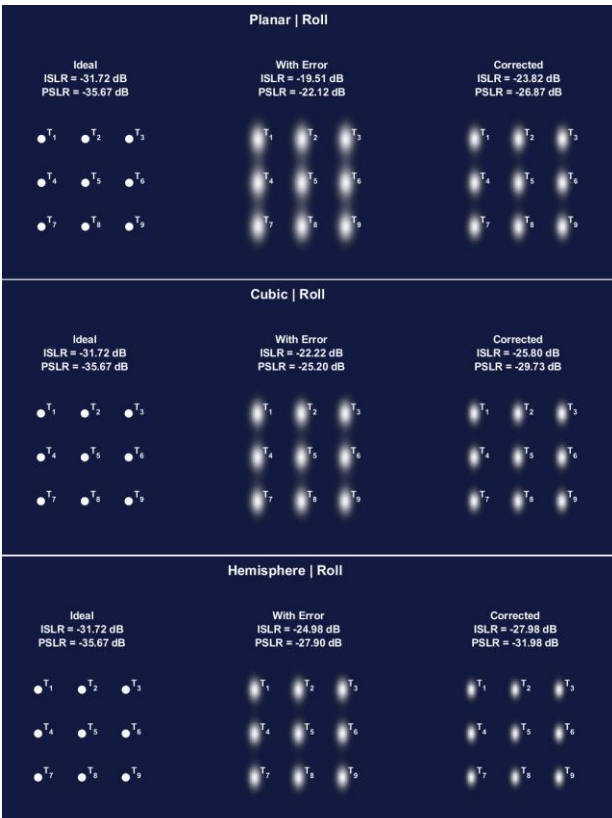 Planar | Roll
Ideal
ISLR = -31.72 dB
PSLR = -35.67 dB
With Error
ISLR = -19.51 dB
PSLR = -22.12 dB
Corrected
ISLR = -23.82 dB
PSLR = -26.87 dB
T1 T2 T3 T1 T2 T3 T1 T2 T3
T4 T5 T6 T4 T5 T6 T4 T5 T6
T7 T8 T9 T7 T8 T9 T7 T8 T9
Cubic | Roll
Ideal
ISLR = -31.72 dB
PSLR = -35.67 dB
With Error
ISLR = -22.22 dB
PSLR = -25.20 dB
Corrected
ISLR = -25.80 dB
PSLR = -29.73 dB
T1 T2 T3 T1 T2 T3 T1 T2 T3
T4 T5 T6 T4 T5 T6 T4 T5 T6
T7 T8 T9 T7 T8 T9 T7 T8 T9
Hemisphere | Roll
Ideal
ISLR = -31.72 dB
PSLR = -35.67 dB
With Error
ISLR = -24.98 dB
PSLR = -27.90 dB
Corrected
ISLR = -27.98 dB
PSLR = -31.98 dB
T1 T2 T3 T1 T2 T3 T1 T2 T3
T4 T5 T6 T4 T5 T6 T4 T5 T6
T7 T8 T9 T7 T8 T9 T7 T8 T9